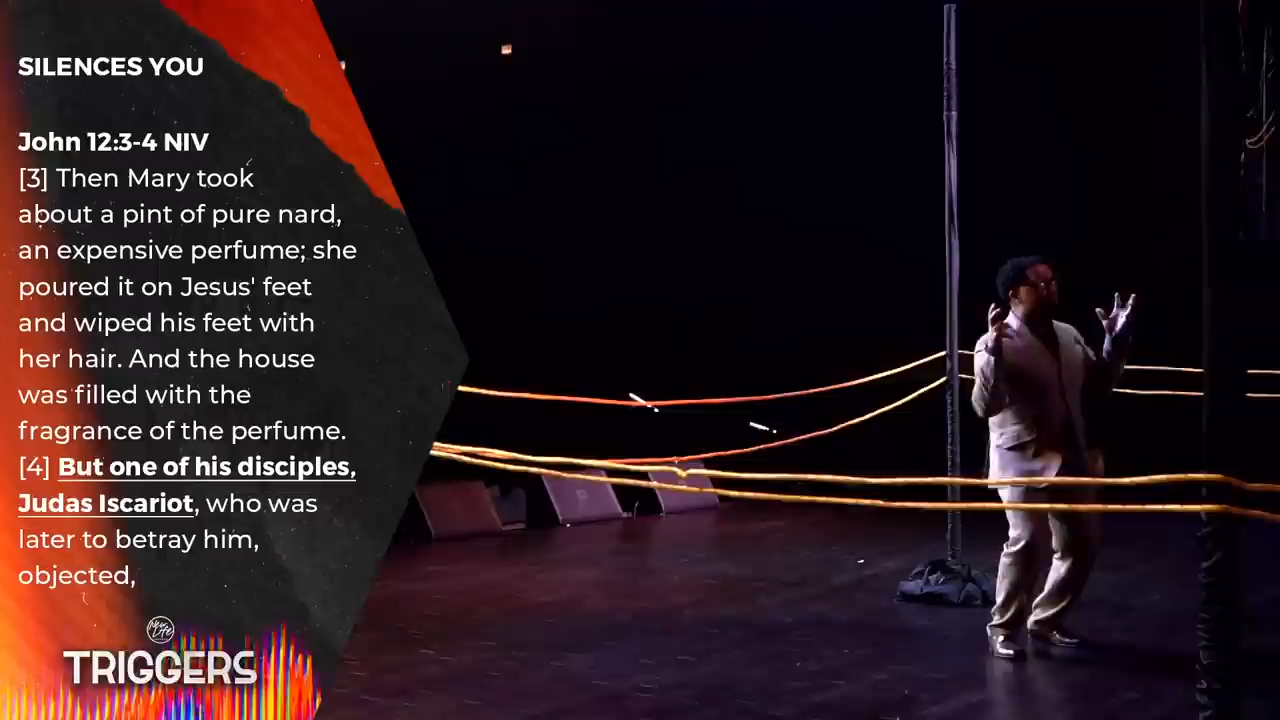 SILENCES YOU
John 12:3-4 NIV
[3] Then Mary took
about a pint of pure nard,
an expensive perfume; she
poured it on Jesus' feet
and wiped his feet with
her hair. And the house
was filled with the
fragrance of the perfume.
[4] But one of his disciples,
Judas Iscariot, who was
later to betray him,
objected,
New Life
TRIGGERS